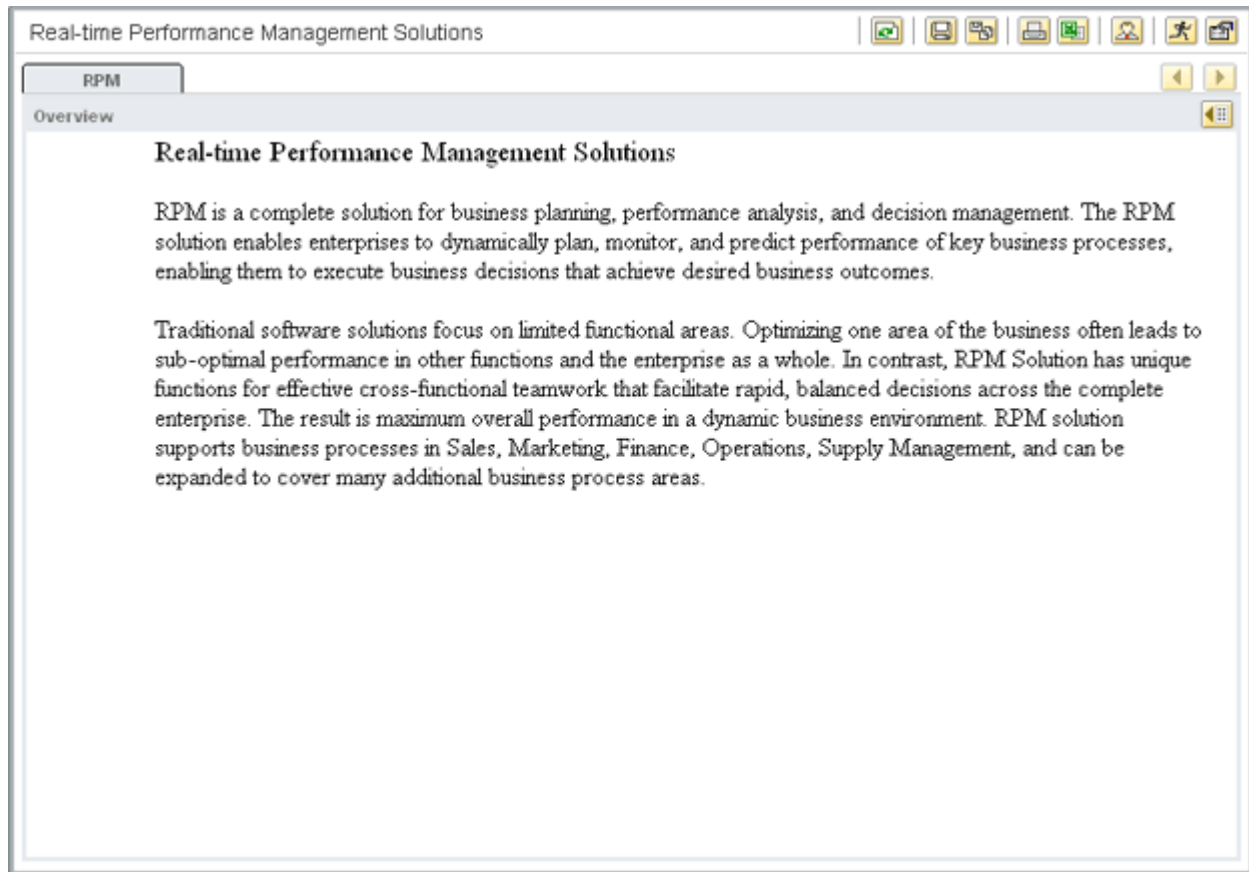 Real-time Performance Management Solutions
RPM
Overview
Real-time Performance Management Solutions
RPM is a complete solution for business planning, performance analysis, and decision management. The RPM
solution enables enterprises to dynamically plan, monitor, and predict performance of key business processes,
enabling them to execute business decisions that achieve desired business outcomes.
Traditional software solutions focus on limited functional areas. Optimizing one area of the business often leads to
sub-optimal performance in other functions and the enterprise as a whole. In contrast, RPM Solution has unique
functions for effective cross-functional teamwork that facilitate rapid, balanced decisions across the complete
enterprise. The result is maximum overall performance in a dynamic business environment. RPM solution
supports business processes in Sales, Marketing, Finance, Operations, Supply Management, and can be
expanded to cover many additional business process areas.